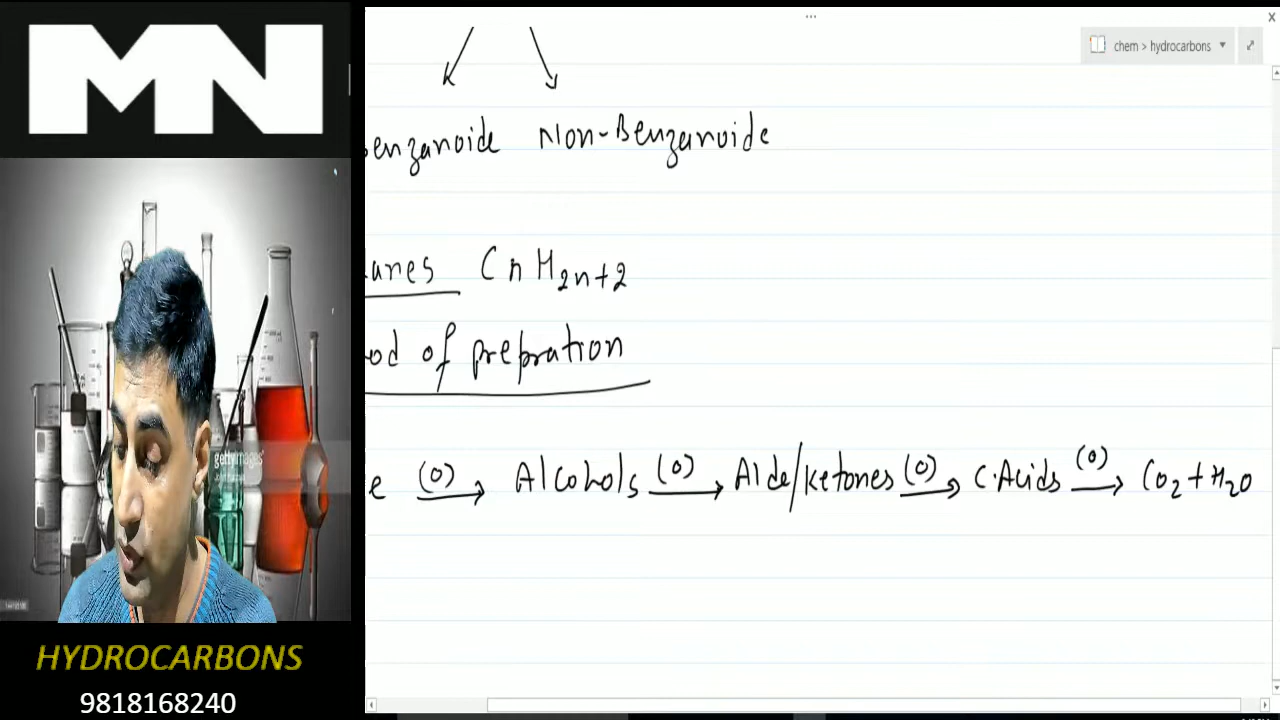 MN
...
chem > hydrocarbons
enzanoide Non-Benzanoide
anes CnH2n+2
od of prepration
e (O) Alcohols (O) Alde/ketones (O) C.Acids (O) CO2+H2O
gettyimages
HYDROCARBONS
9818168240